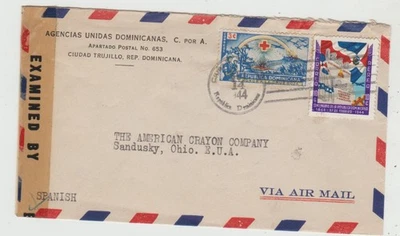 AGENCIAS UNIDAS DOMINICANAS, C. POR A.
APARTADO POSTAL NO. 653
CIUDAD TRUJILLO, REP. DOMINICANA.
EXAMINED BY
44
THE AMERICAN CRAYON COMPANY
Sandusky, Ohio. E.U.A.
SPANISH
VIA AIR MAIL